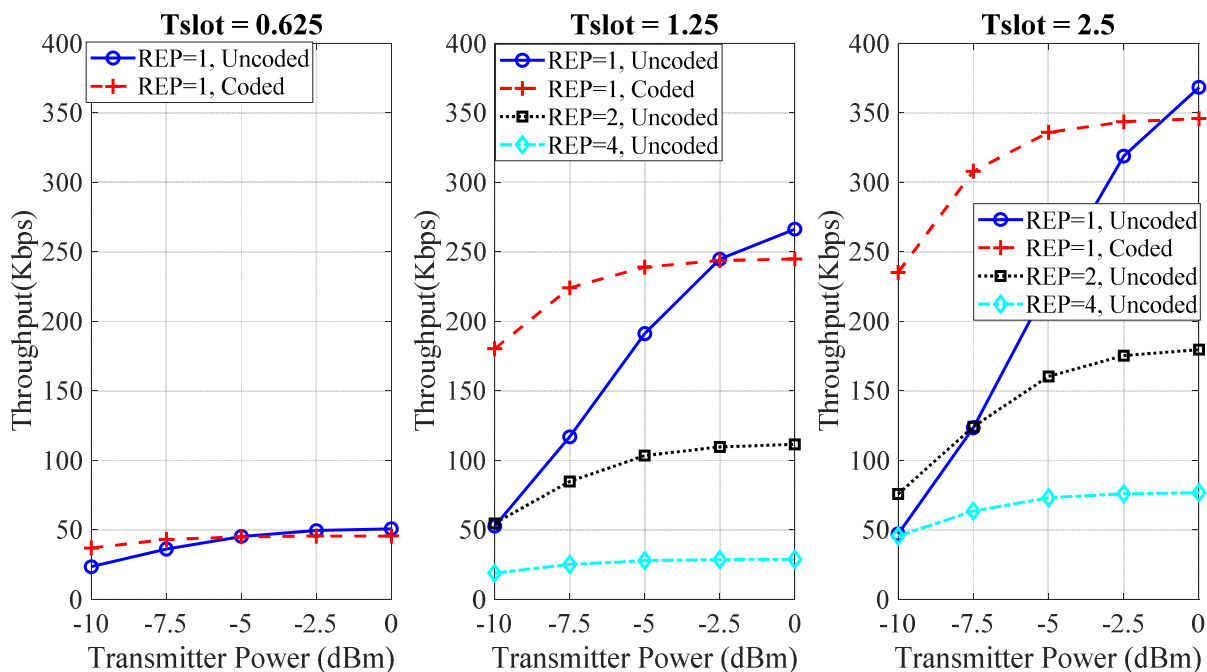 Tslot = 0.625
400
350
300
250
200
150
100
50
0
Throughput(Kbps)
REP=1, Uncoded
REP=1, Coded
-10 -7.5 -5 -2.5 0
Transmitter Power (dBm)
Tslot = 1.25
400
350
300
250
200
150
100
50
0
Throughput(Kbps)
REP=1, Uncoded
REP=1, Coded
REP=2, Uncoded
REP=4, Uncoded
-10 -7.5 -5 -2.5 0
Transmitter Power (dBm)
Tslot = 2.5
400
350
300
250
200
150
100
50
0
Throughput(Kbps)
REP=1, Uncoded
REP=1, Coded
REP=2, Uncoded
REP=4, Uncoded
-10 -7.5 -5 -2.5 0
Transmitter Power (dBm)